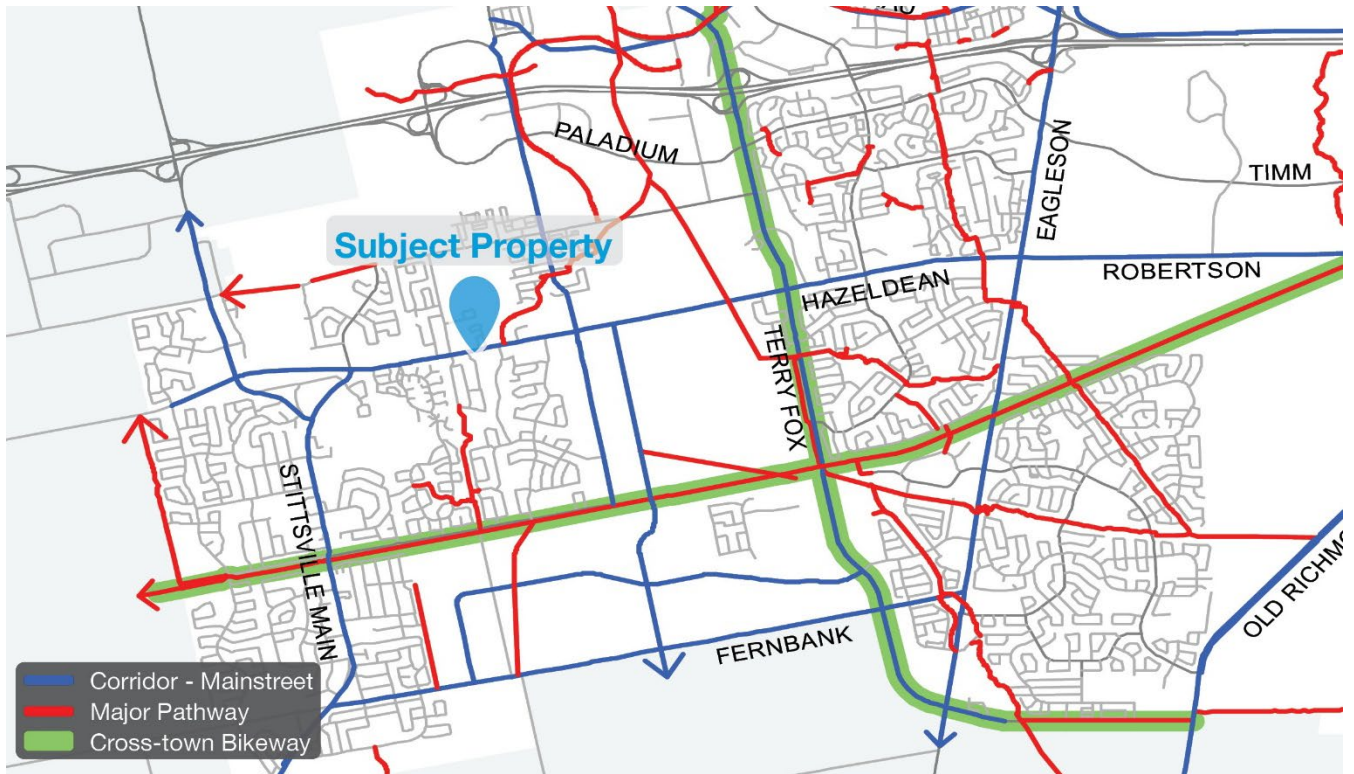 PALADIUM
TIMM
EAGLESON
Subject Property
ROBERTSON
HAZELDEAN
TERRY FOX
STITTSVILLE MAIN
OLD RICHM
FERNBANK
Corridor - Mainstreet
Major Pathway
Cross-town Bikeway